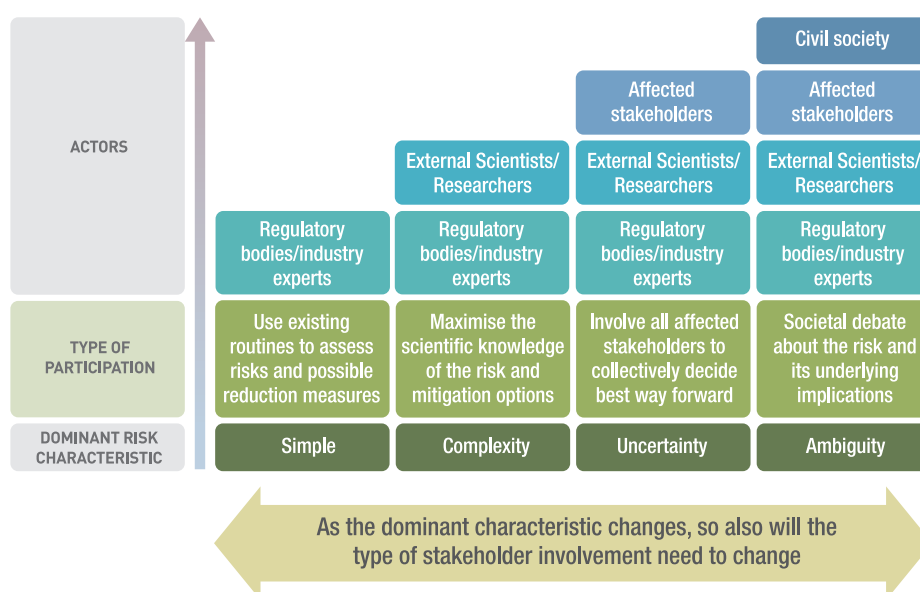 Civil society
Affected
stakeholders
Affected
stakeholders
ACTORS
External Scientists/
Researchers
External Scientists/
Researchers
External Scientists/
Researchers
Regulatory
bodies/industry
experts
Regulatory
bodies/industry
experts
Regulatory
bodies/industry
experts
Regulatory
bodies/industry
experts
TYPE OF
PARTICIPATION
Use existing
routines to assess
risks and possible
reduction measures
Maximise the
scientific knowledge
of the risk and
mitigation options
Involve all affected
stakeholders to
collectively decide
best way forward
Societal debate
about the risk and
its underlying
implications
DOMINANT RISK
CHARACTERISTIC
Simple
Complexity
Uncertainty
Ambiguity
As the dominant characteristic changes, so also will the
type of stakeholder involvement need to change